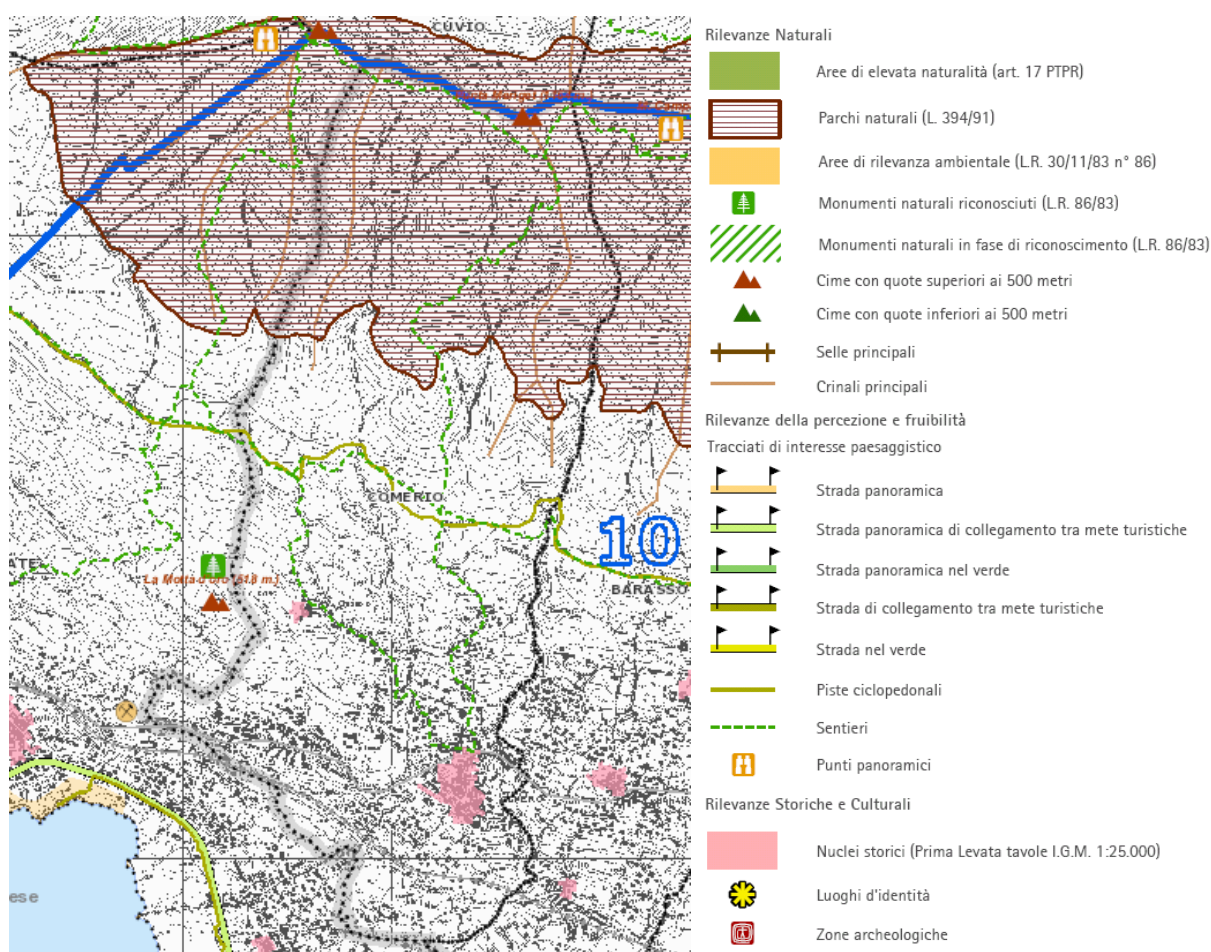 CUVIO
COMERIO
10
BARASSO
La Motta d'oro (518 m.)
ese
Rilevanze Naturali
Aree di elevata naturalità (art. 17 PTPR)
Parchi naturali (L. 394/91)
Aree di rilevanza ambientale (L.R. 30/11/83 n° 86)
Monumenti naturali riconosciuti (L.R. 86/83)
Monumenti naturali in fase di riconoscimento (L.R. 86/83)
Cime con quote superiori ai 500 metri
Cime con quote inferiori ai 500 metri
Selle principali
Crinali principali
Rilevanze della percezione e fruibilità
Tracciati di interesse paesaggistico
Strada panoramica
Strada panoramica di collegamento tra mete turistiche
Strada panoramica nel verde
Strada di collegamento tra mete turistiche
Strada nel verde
Piste ciclopedonali
Sentieri
Punti panoramici
Rilevanze Storiche e Culturali
Nuclei storici (Prima Levata tavole I.G.M. 1:25.000)
Luoghi d'identità
Zone archeologiche